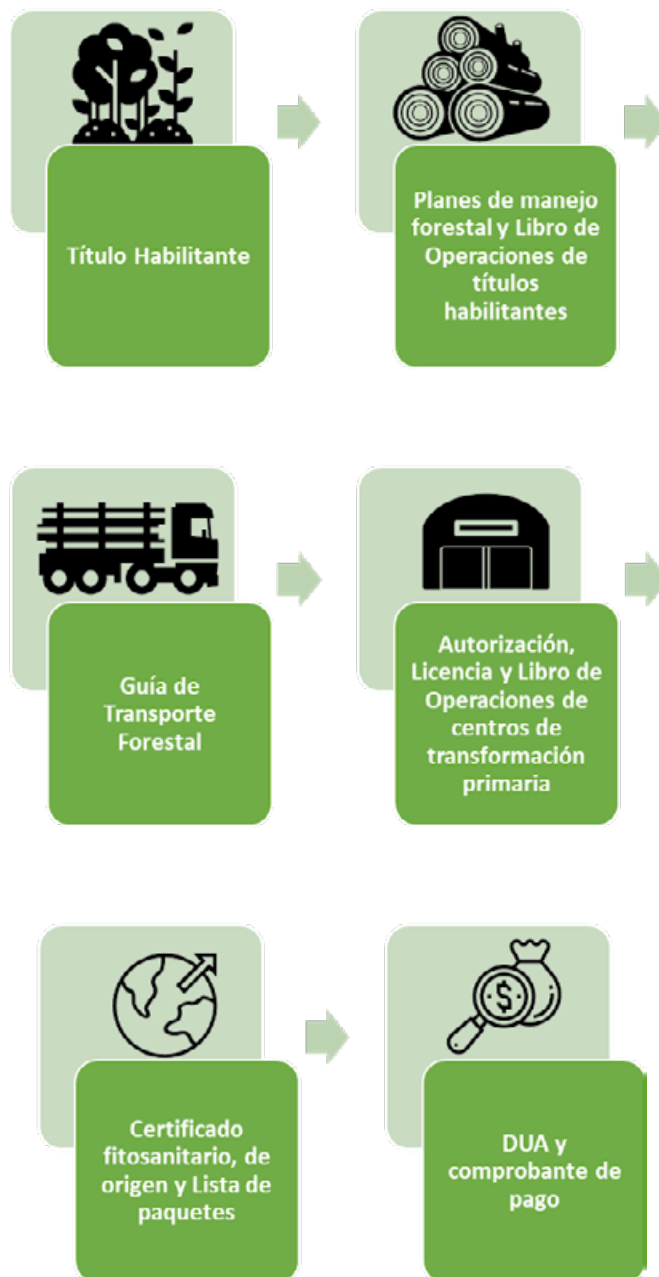 Título Habilitante
Planes de manejo
forestal y Libro de
Operaciones de
títulos
habilitantes
Guía de
Transporte
Forestal
Autorización,
Licencia y Libro de
Operaciones de
centros de
transformación
primaria
Certificado
fitosanitario, de
origen y Lista de
paquetes
$
DUA y
comprobante de
pago